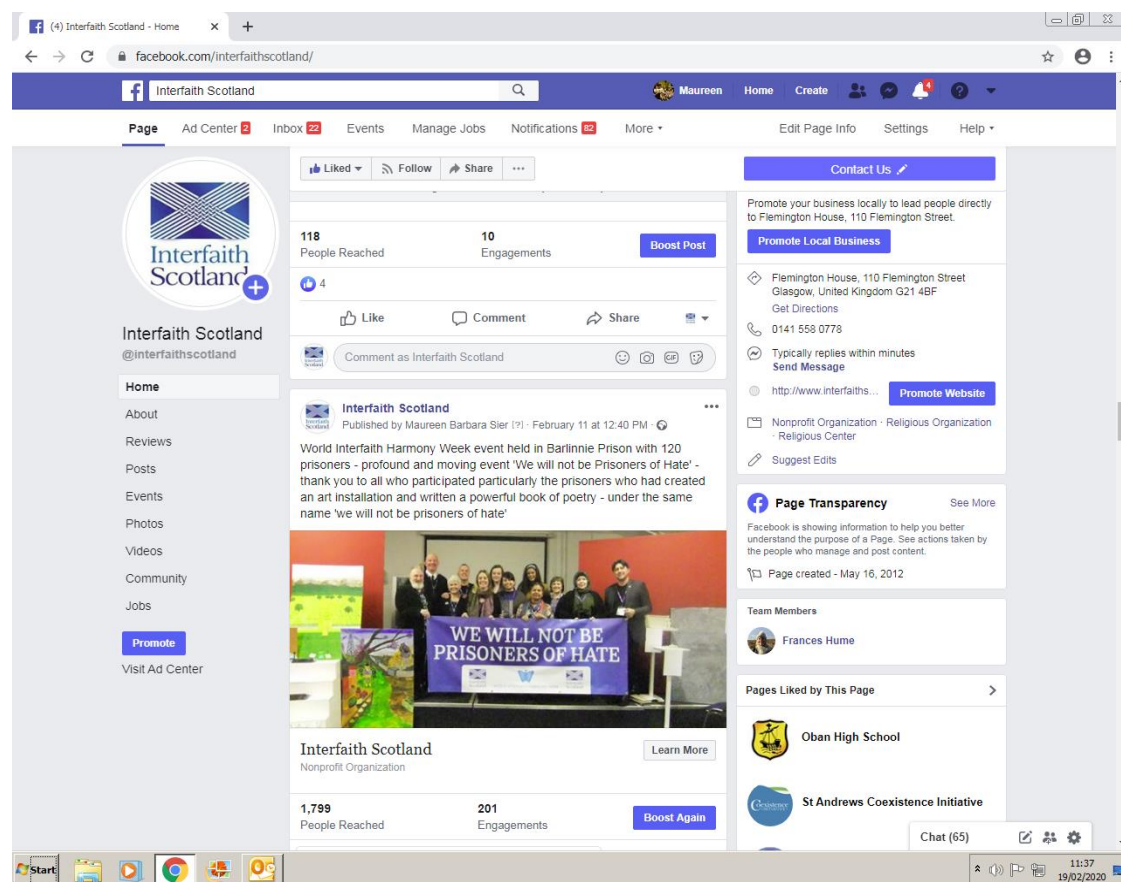 (4) Interfaith Scotland - Home
facebook.com/interfaithscotland/
Interfaith Scotland
Maureen Home Create 4
Page Ad Center 2 Inbox 22 Events Manage Jobs Notifications 82 More Edit Page Info Settings Help
Interfaith
Scotland
Interfaith Scotland
@interfaithscotland
Home
About
Reviews
Posts
Events
Photos
Videos
Community
Jobs
Promote
Visit Ad Center
Liked Follow Share ...
118
People Reached
10
Engagements
Boost Post
4
Like Comment Share
Comment as Interfaith Scotland
GIF
Interfaith Scotland
Published by Maureen Barbara Sier [?] · February 11 at 12:40 PM ·
World Interfaith Harmony Week event held in Barlinnie Prison with 120
prisoners - profound and moving event 'We will not be Prisoners of Hate' -
thank you to all who participated particularly the prisoners who had created
an art installation and written a powerful book of poetry - under the same
name 'we will not be prisoners of hate'
WE WILL NOT BE
PRISONERS OF HATE
Interfaith Scotland
Nonprofit Organization
Learn More
1,799
People Reached
201
Engagements
Boost Again
Contact Us
Promote your business locally to lead people directly
to Flemington House, 110 Flemington Street.
Promote Local Business
Flemington House, 110 Flemington Street
Glasgow, United Kingdom G21 4BF
Get Directions
0141 558 0778
Typically replies within minutes
Send Message
http://www.interfaiths...
Promote Website
Nonprofit Organization · Religious Organization
· Religious Center
Suggest Edits
Page Transparency See More
Facebook is showing information to help you better
understand the purpose of a Page. See actions taken by
the people who manage and post content.
Page created - May 16, 2012
Team Members
Frances Hume
Pages Liked by This Page
Oban High School
St Andrews Coexistence Initiative
Chat (65)
Start
11:37
19/02/2020